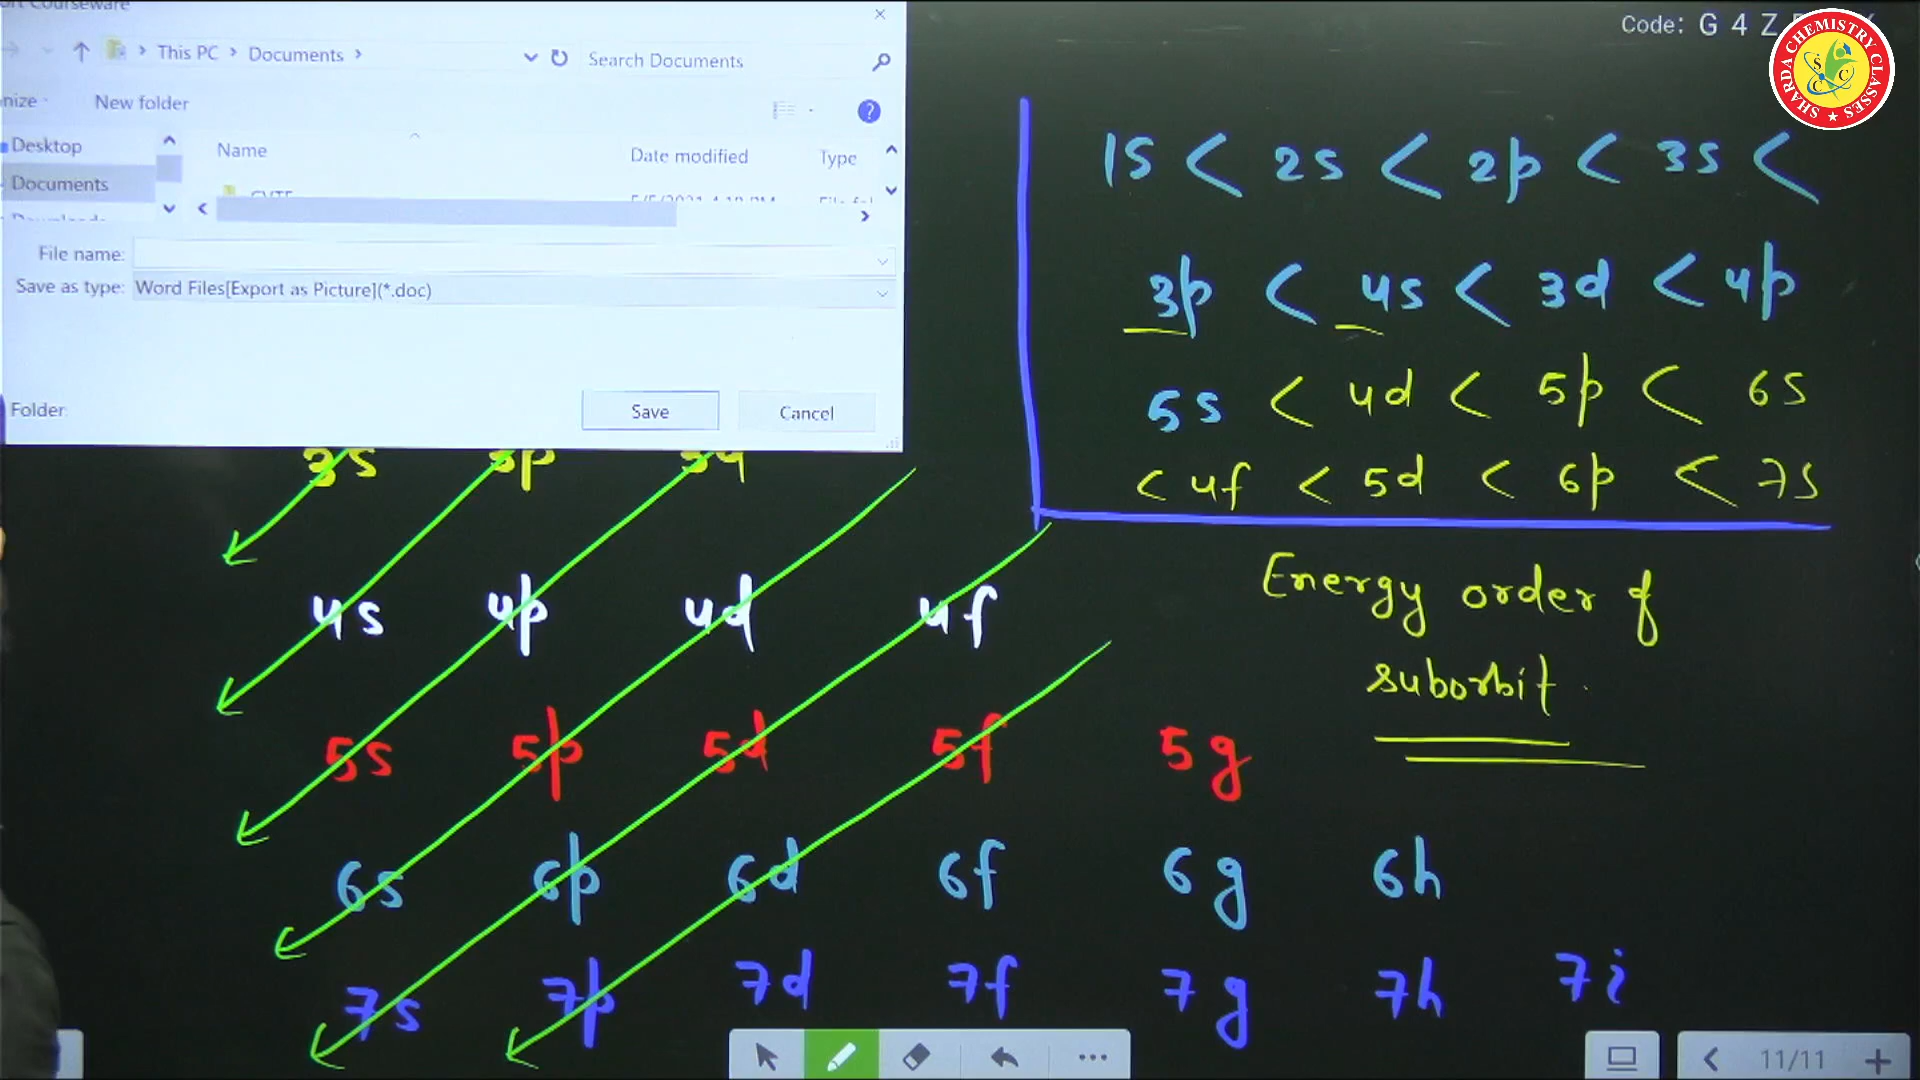 Courseware
This PC > Documents >
Search Documents
New folder
Desktop
Name
Date modified
Type
Documents
File name:
Save as type: Word Files[Export as Picture](*.doc)
Folder
Save
Cancel
Code: G 4 Z
SHARDA CHEMISTRY CLASSES
S C C
1s < 2s < 2p < 3s <
3p < 4s < 3d < 4p
5s < 4d < 5p < 6s
< 4f < 5d < 6p < 7s
Energy order of
suborbit.
3s 3p 3d
4s 4p 4d 4f
5s 5p 5d 5f 5g
6s 6p 6d 6f 6g 6h
7s 7p 7d 7f 7g 7h 7i
11/11